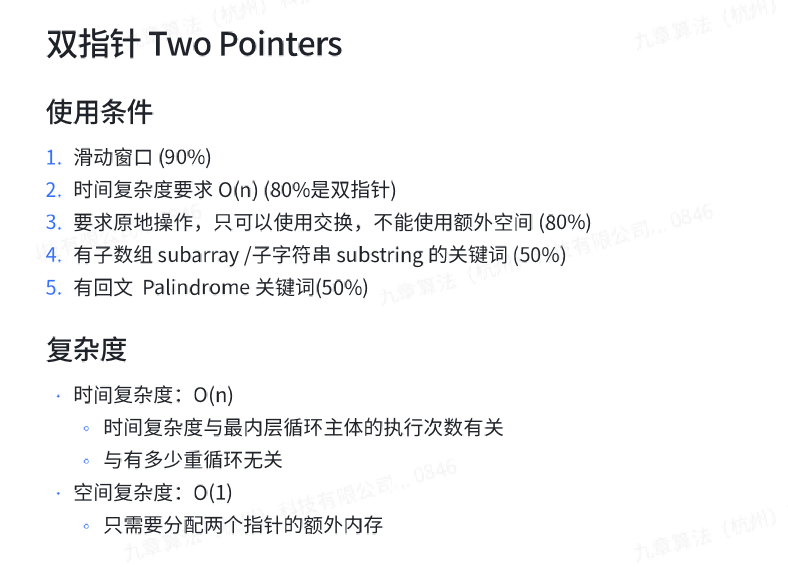 双指针 Two Pointers
使用条件
1. 滑动窗口 (90%)
2. 时间复杂度要求 O(n) (80%是双指针)
3. 要求原地操作，只可以使用交换，不能使用额外空间 (80%)
4. 有子数组 subarray /子字符串 substring 的关键词 (50%)
5. 有回文 Palindrome 关键词(50%)
复杂度
· 时间复杂度：O(n)
◦ 时间复杂度与最内层循环主体的执行次数有关
◦ 与有多少重循环无关
· 空间复杂度：O(1)
◦ 只需要分配两个指针的额外内存